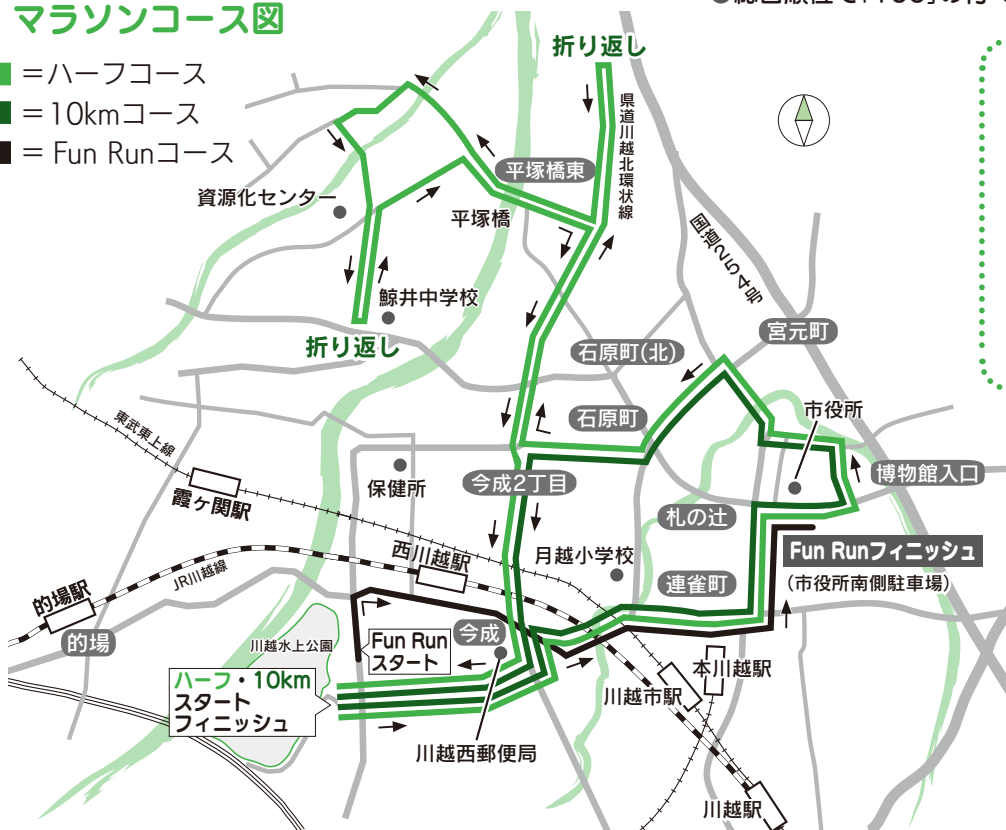 マラソンコース図
=ハーフコース
=10kmコース
= Fun Runコース
折り返し
県道川越北環状線
平塚橋東
資源化センター
平塚橋
国道254号
鯨井中学校
折り返し
宮元町
石原町(北)
石原町
市役所
東武東上線
博物館入口
霞ヶ関駅
保健所
今成2丁目
札の辻
西川越駅
月越小学校
Fun Runフィニッシュ
(市役所南側駐車場)
連雀町
JR川越線
的場駅
的場
川越水上公園
Fun Run
スタート
今成
ハーフ・10km
スタート
フィニッシュ
本川越駅
川越市駅
川越西郵便局
川越駅